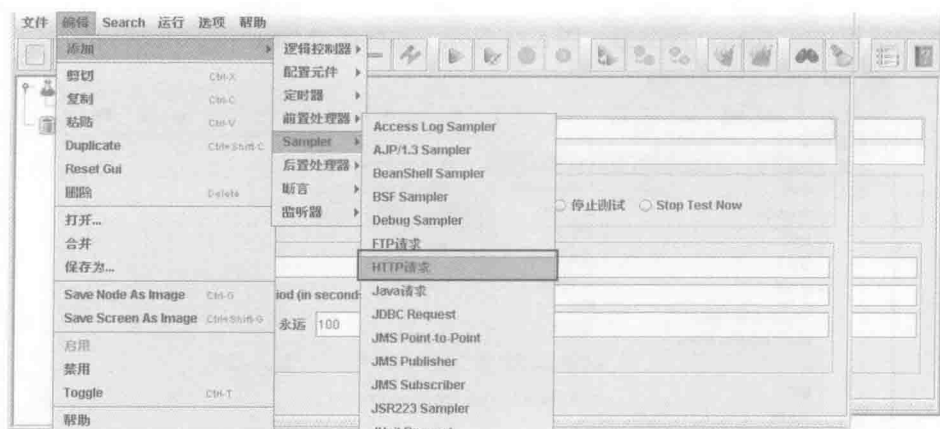 文件 编辑 Search 运行 选项 帮助
添加
剪切 Ctrl-X
复制 Ctrl-C
粘贴 Ctrl-V
Duplicate Ctrl+Shift-C
Reset Gui
删除 Delete
打开...
合并
保存为...
Save Node As Image Ctrl-G
Save Screen As Image Ctrl+Shift-G
启用
禁用
Toggle Ctrl-T
帮助
逻辑控制器
配置元件
定时器
前置处理器
Sampler
后置处理器
断言
监听器
Access Log Sampler
AJP/1.3 Sampler
BeanShell Sampler
BSF Sampler
Debug Sampler
FTP请求
HTTP请求
Java请求
JDBC Request
JMS Point-to-Point
JMS Publisher
JMS Subscriber
JSR223 Sampler
停止测试 Stop Test Now
iod (in second
永远 100